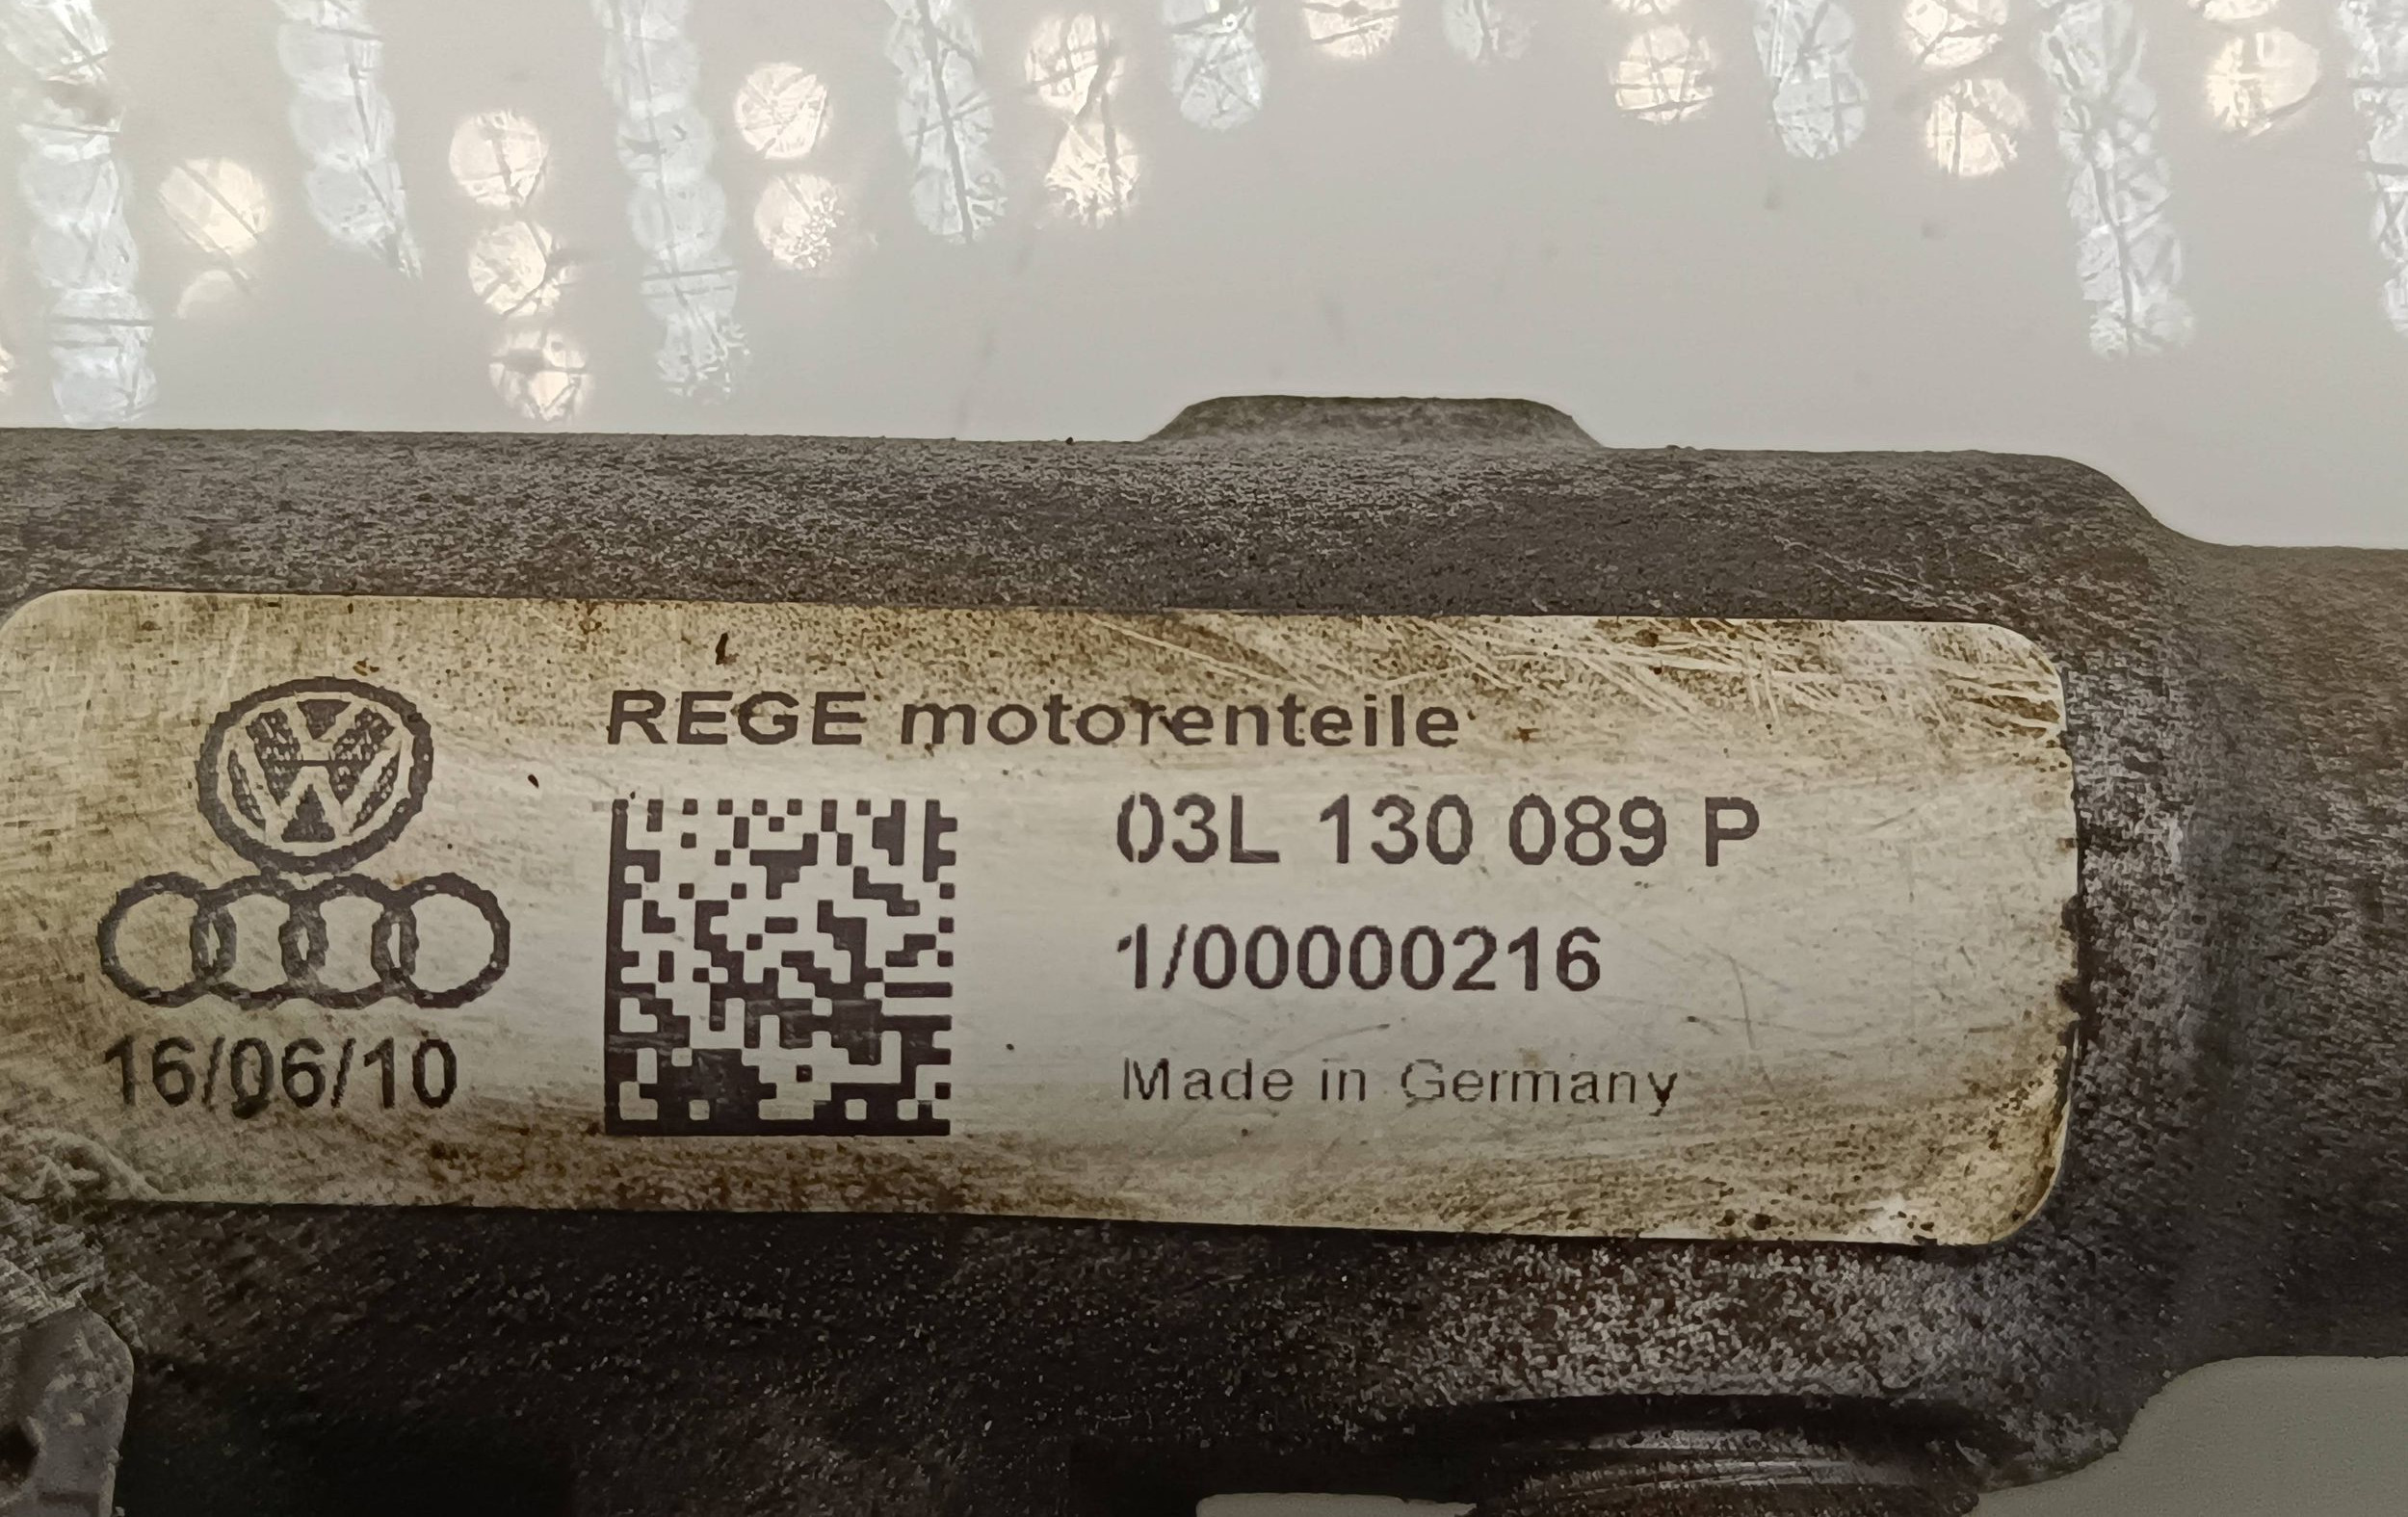 REGE motorenteile
03L 130 089 P
1/00000216
Made in Germany
16/06/10